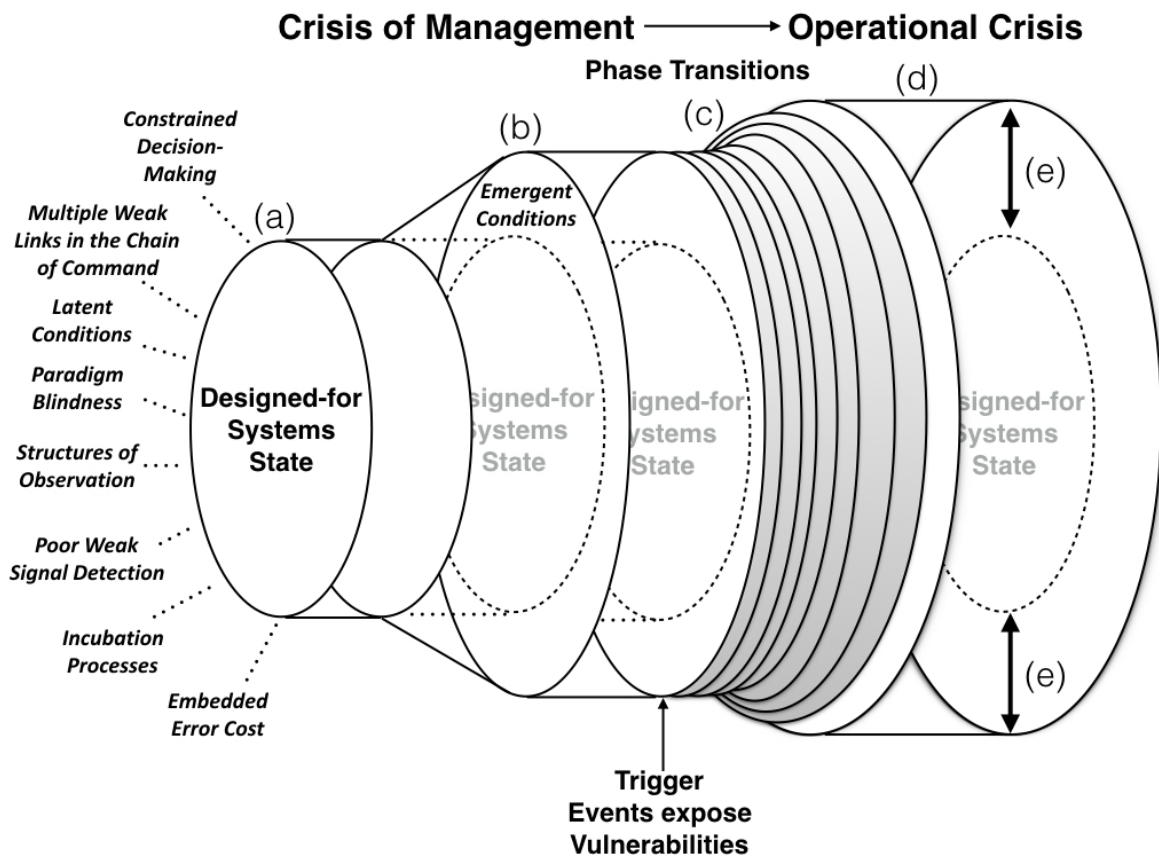 Crisis of Management
Operational Crisis
Phase Transitions
(d)
(c)
(b)
Constrained
Decision-
Making
(e)
Emergent
Conditions
(a)
Multiple Weak
Links in the Chain
of Command
Latent
Conditions
Paradigm
Blindness
Designed-for
Systems
State
signed-for
ystems
State
igned-for
ystems
State
signed-for
Systems
State
Structures of
Observation
Poor Weak
Signal Detection
Incubation
Processes
Embedded
Error Cost
(e)
Trigger
Events expose
Vulnerabilities